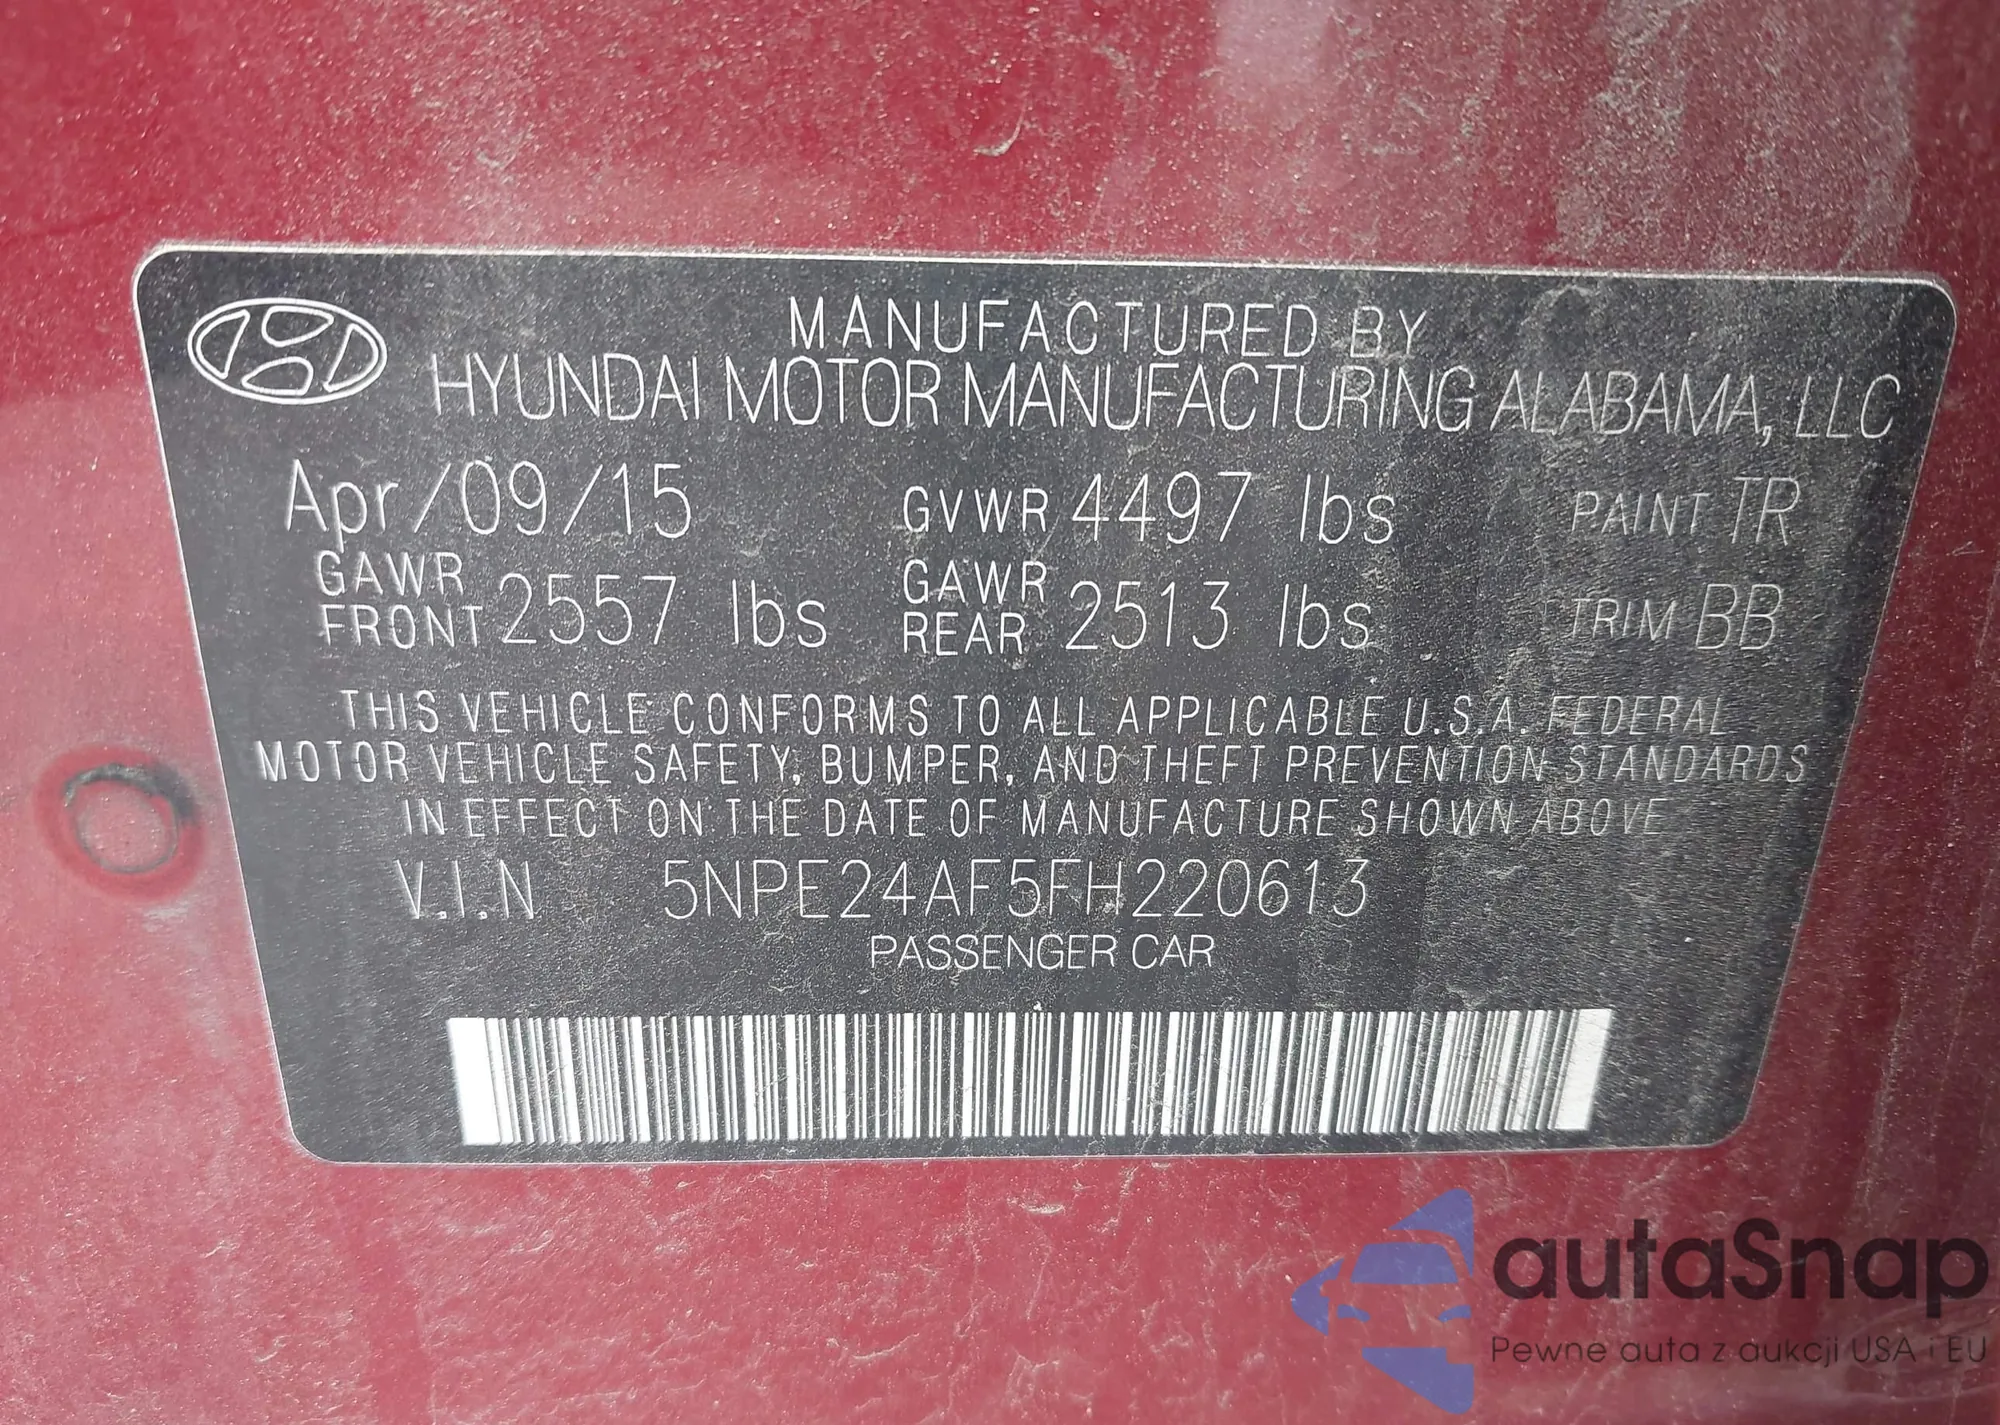 MANUFACTURED BY
HYUNDAI MOTOR MANUFACTURING ALABAMA, LLC
Apr/09/15 GVWR 4497 lbs PAINT TR
GAWR FRONT 2557 lbs GAWR REAR 2513 lbs TRIM BB
THIS VEHICLE CONFORMS TO ALL APPLICABLE U.S.A. FEDERAL
MOTOR VEHICLE SAFETY, BUMPER, AND THEFT PREVENTION STANDARDS
IN EFFECT ON THE DATE OF MANUFACTURE SHOWN ABOVE
V.I.N 5NPE24AF5FH220613
PASSENGER CAR
autaSnap
Pewne auta z aukcji USA i EU